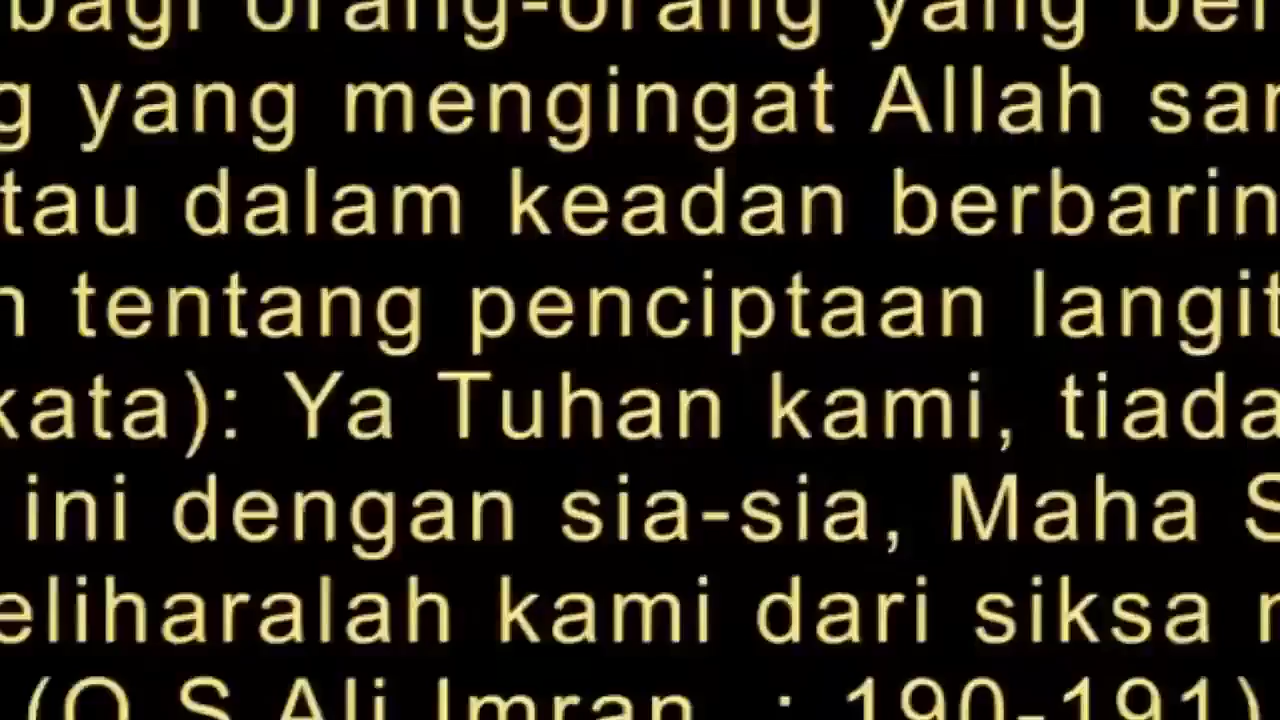 bagi orang-orang yang ber
g yang mengingat Allah sar
tau dalam keadan berbarin
n tentang penciptaan langit
kata): Ya Tuhan kami, tiada
ini dengan sia-sia, Maha S
eliharalah kami dari siksa n
(Q.S Ali Imran : 190-191)